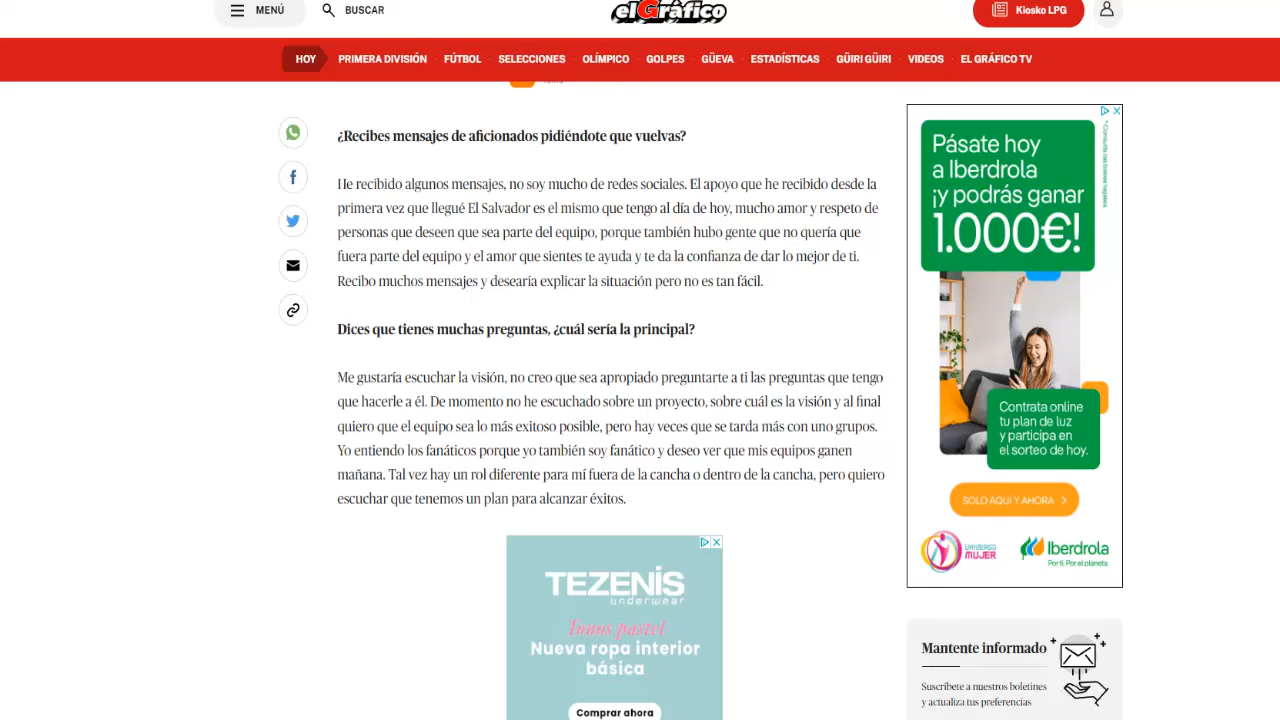 MENÚ
BUSCAR
elGráfico
Kiosko LPG
HOY
PRIMERA DIVISIÓN
FÚTBOL
SELECCIONES
OLÍMPICO
GOLPES
GÜEVA
ESTADÍSTICAS
GÜIRI GÜIRI
VIDEOS
EL GRÁFICO TV
¿Recibes mensajes de aficionados pidiéndote que vuelvas?
He recibido algunos mensajes, no soy mucho de redes sociales. El apoyo que he recibido desde la
primera vez que llegué El Salvador es el mismo que tengo al día de hoy, mucho amor y respeto de
personas que deseen que sea parte del equipo, porque también hubo gente que no quería que
fuera parte del equipo y el amor que sientes te ayuda y te da la confianza de dar lo mejor de ti.
Recibo muchos mensajes y desearía explicar la situación pero no es tan fácil.
Dices que tienes muchas preguntas, ¿cuál sería la principal?
Me gustaría escuchar la visión, no creo que sea apropiado preguntarte a ti las preguntas que tengo
que hacerle a él. De momento no he escuchado sobre un proyecto, sobre cuál es la visión y al final
quiero que el equipo sea lo más exitoso posible, pero hay veces que se tarda más con uno grupos.
Yo entiendo los fanáticos porque yo también soy fanático y deseo ver que mis equipos ganen
mañana. Tal vez hay un rol diferente para mí fuera de la cancha o dentro de la cancha, pero quiero
escuchar que tenemos un plan para alcanzar éxitos.
TEZENIS
underwear
Tonos pastel
Nueva ropa interior
básica
Comprar ahora
Pásate hoy
a Iberdrola
¡y podrás ganar
1.000€!
Contrata online
tu plan de luz
y participa en
el sorteo de hoy.
SOLO AQUÍ Y AHORA
UNIVERSO
MUJER
Iberdrola
Por ti. Por el planeta.
Mantente informado
Suscríbete a nuestros boletines
y actualiza tus preferencias